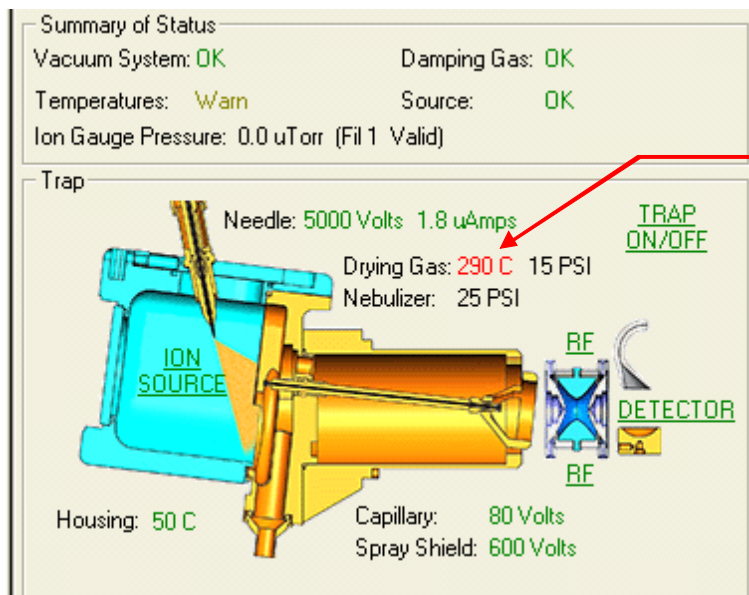 Summary of Status
Vacuum System: OK Damping Gas: OK
Temperatures: Warn Source: OK
Ion Gauge Pressure: 0.0 uTorr (Fil 1 Valid)
Trap
Needle: 5000 Volts 1.8 uAmps
TRAP
ON/OFF
Drying Gas: 290 C 15 PSI
Nebulizer: 25 PSI
ION
SOURCE
RF
DETECTOR
RF
Housing: 50 C
Capillary: 80 Volts
Spray Shield: 600 Volts